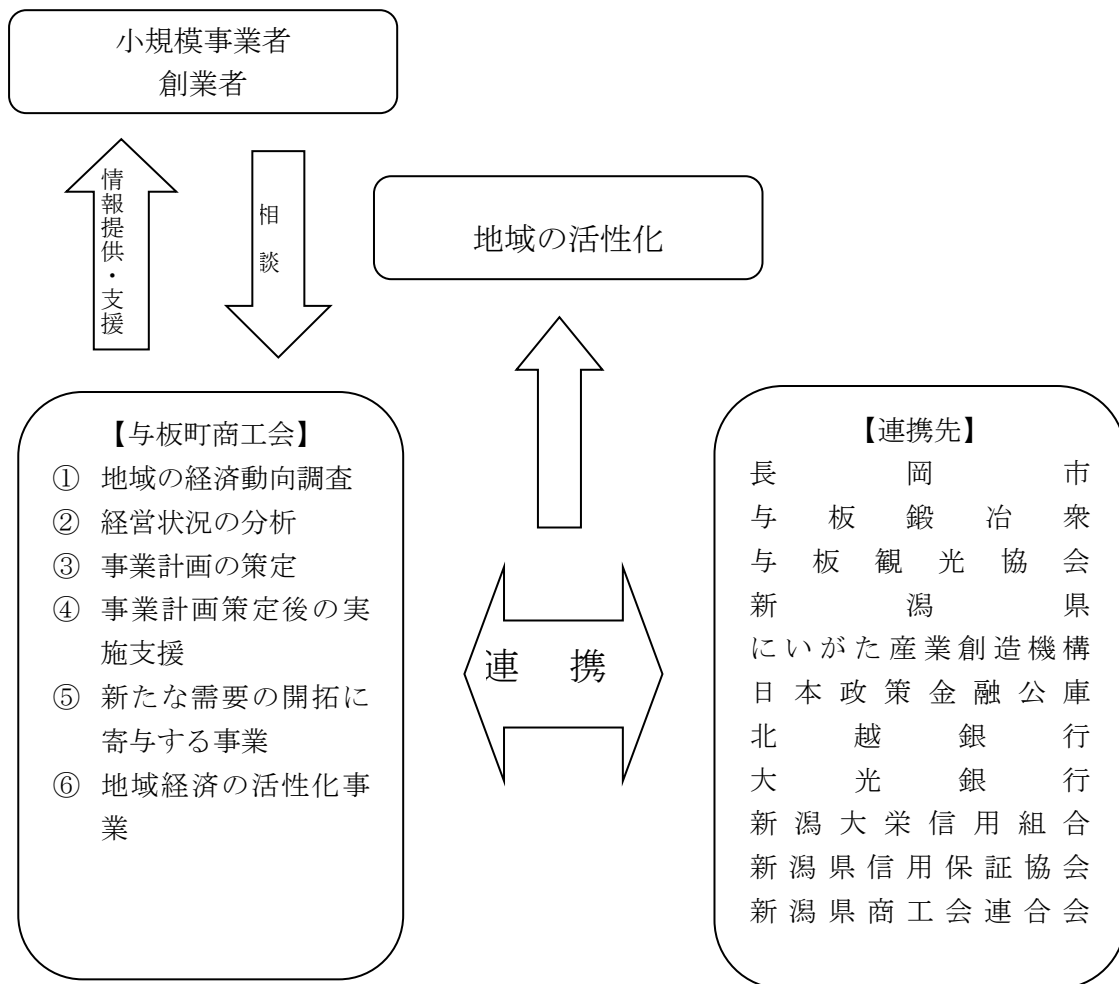 小規模事業者
創業者
情報提供・支援
相談
地域の活性化
【与板町商工会】
① 地域の経済動向調査
② 経営状況の分析
③ 事業計画の策定
④ 事業計画策定後の実
施支援
⑤ 新たな需要の開拓に
寄与する事業
⑥ 地域経済の活性化事
業
連携
【連携先】
長岡市
与板鍛冶衆
与板観光協会
新潟県
にいがた産業創造機構
日本政策金融公庫
北越銀行
大光銀行
新潟大栄信用組合
新潟県信用保証協会
新潟県商工会連合会